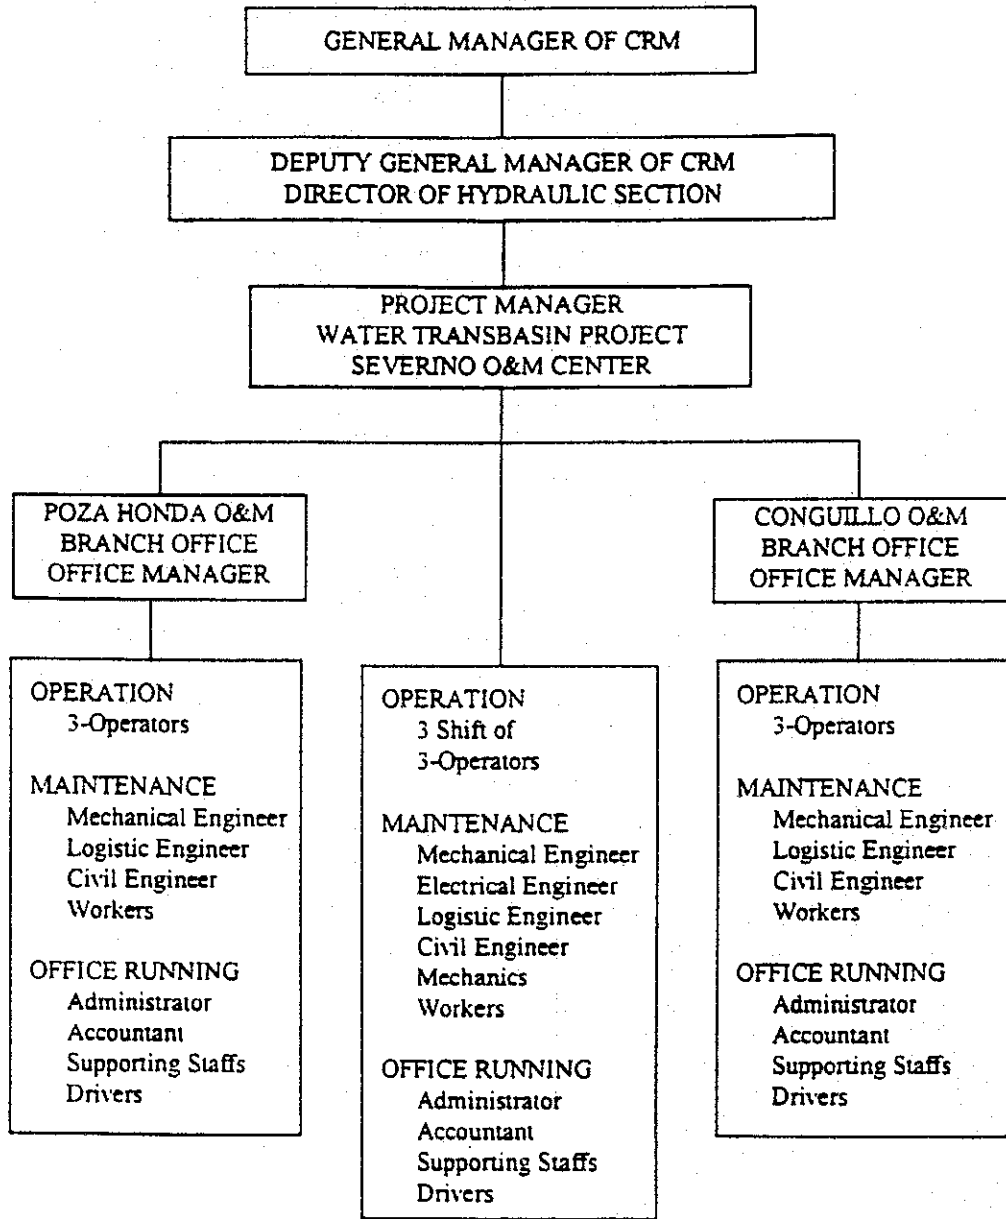 GENERAL MANAGER OF CRM
DEPUTY GENERAL MANAGER OF CRM
DIRECTOR OF HYDRAULIC SECTION
PROJECT MANAGER
WATER TRANSBASIN PROJECT
SEVERINO O&M CENTER
POZA HONDA O&M
BRANCH OFFICE
OFFICE MANAGER
CONGUILLO O&M
BRANCH OFFICE
OFFICE MANAGER
OPERATION
3-Operators
MAINTENANCE
Mechanical Engineer
Logistic Engineer
Civil Engineer
Workers
OFFICE RUNNING
Administrator
Accountant
Supporting Staffs
Drivers
OPERATION
3 Shift of
3-Operators
MAINTENANCE
Mechanical Engineer
Electrical Engineer
Logistic Engineer
Civil Engineer
Mechanics
Workers
OFFICE RUNNING
Administrator
Accountant
Supporting Staffs
Drivers
OPERATION
3-Operators
MAINTENANCE
Mechanical Engineer
Logistic Engineer
Civil Engineer
Workers
OFFICE RUNNING
Administrator
Accountant
Supporting Staffs
Drivers